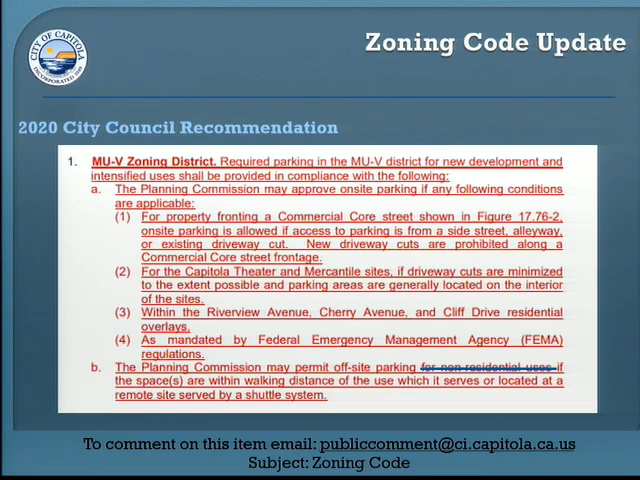 CITY OF CAPITOLA
INCORPORATED 1949
Zoning Code Update
2020 City Council Recommendation
1. MU-V Zoning District. Required parking in the MU-V district for new development and
intensified uses shall be provided in compliance with the following:
a. The Planning Commission may approve onsite parking if any following conditions
are applicable:
(1) For property fronting a Commercial Core street shown in Figure 17.76-2,
onsite parking is allowed if access to parking is from a side street, alleyway,
or existing driveway cut. New driveway cuts are prohibited along a
Commercial Core street frontage.
(2) For the Capitola Theater and Mercantile sites, if driveway cuts are minimized
to the extent possible and parking areas are generally located on the interior
of the sites.
(3) Within the Riverview Avenue, Cherry Avenue, and Cliff Drive residential
overlays.
(4) As mandated by Federal Emergency Management Agency (FEMA)
regulations.
b. The Planning Commission may permit off-site parking for non-residential uses if
the space(s) are within walking distance of the use which it serves or located at a
remote site served by a shuttle system.
To comment on this item email: publiccomment@ci.capitola.ca.us
Subject: Zoning Code